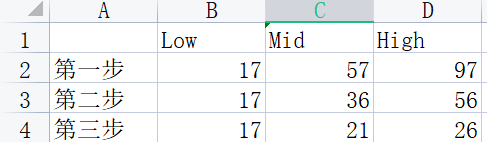 A B C D
1 Low Mid High
2 第一步 17 57 97
3 第二步 17 36 56
4 第三步 17 21 26